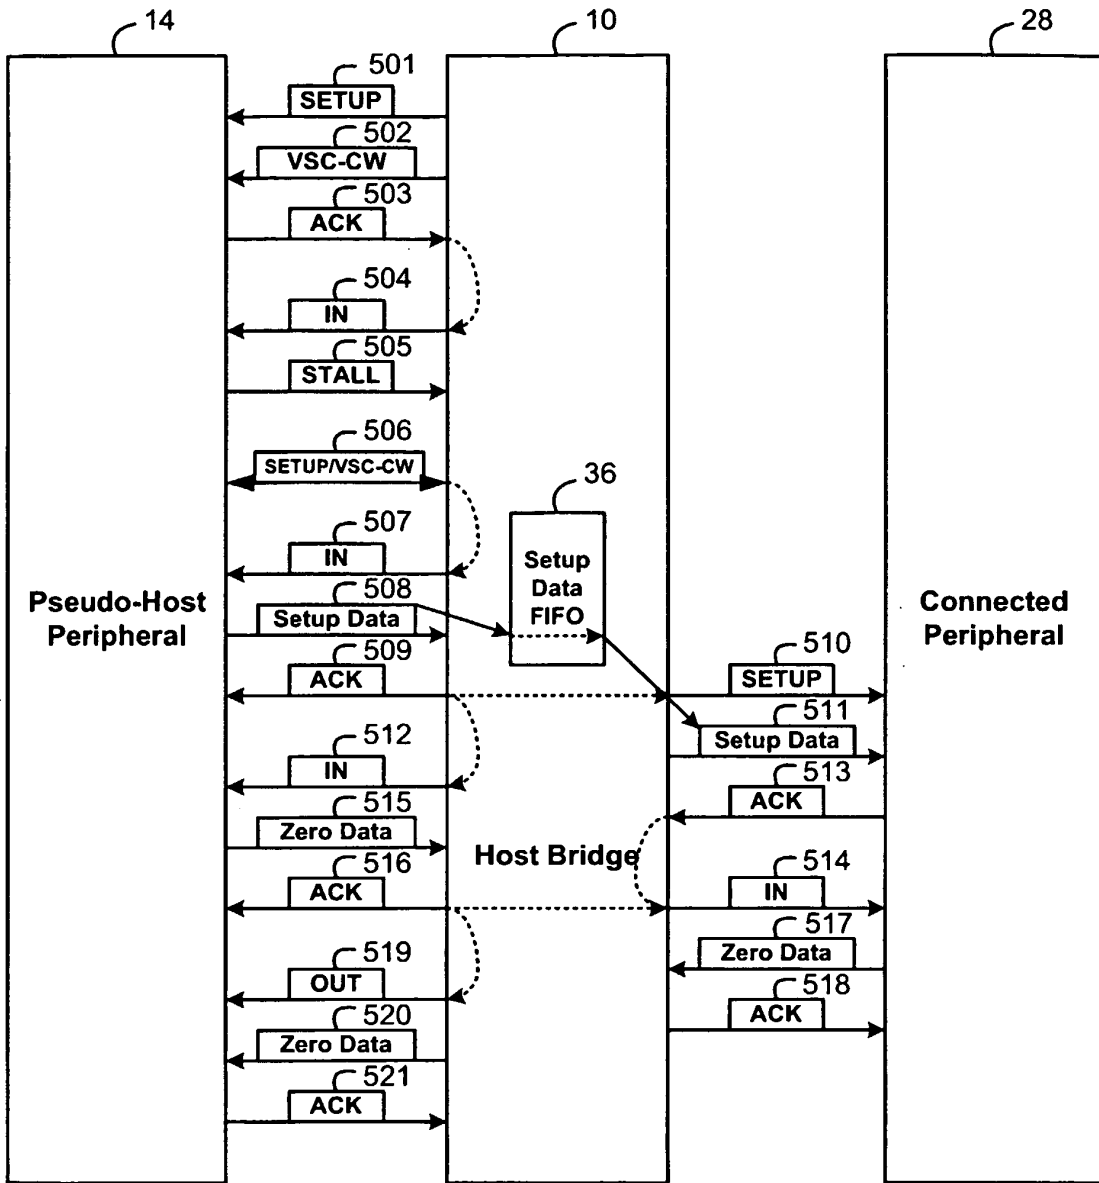 14
10
28
501
SETUP
502
VSC-CW
503
ACK
504
IN
505
STALL
506
SETUP/VSC-CW
36
507
IN
Setup
Data
FIFO
508
Setup Data
Pseudo-Host
Peripheral
Connected
Peripheral
509
ACK
510
SETUP
511
Setup Data
512
IN
513
ACK
515
Zero Data
Host Bridge
516
ACK
514
IN
517
Zero Data
519
OUT
518
ACK
520
Zero Data
521
ACK